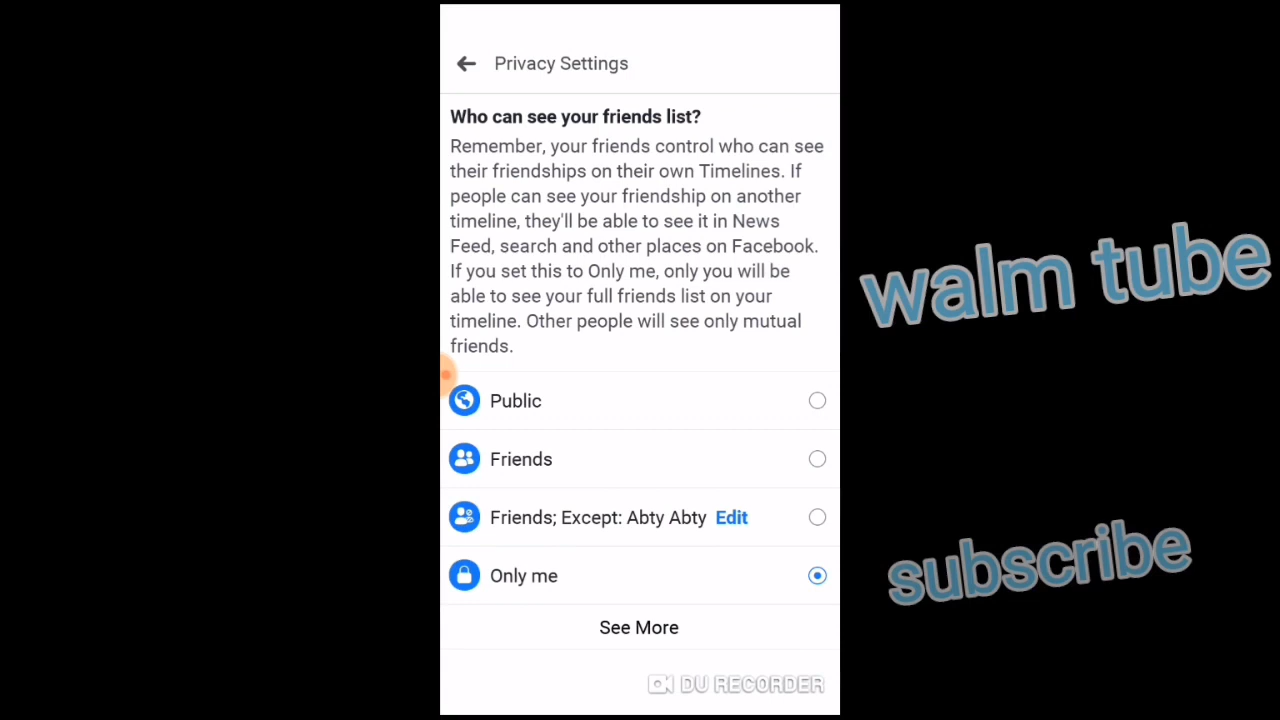 Privacy Settings
Who can see your friends list?
Remember, your friends control who can see
their friendships on their own Timelines. If
people can see your friendship on another
timeline, they'll be able to see it in News
Feed, search and other places on Facebook.
If you set this to Only me, only you will be
able to see your full friends list on your
timeline. Other people will see only mutual
friends.
Public
Friends
Friends; Except: Abty Abty Edit
Only me
See More
DU RECORDER
walm tube
subscribe